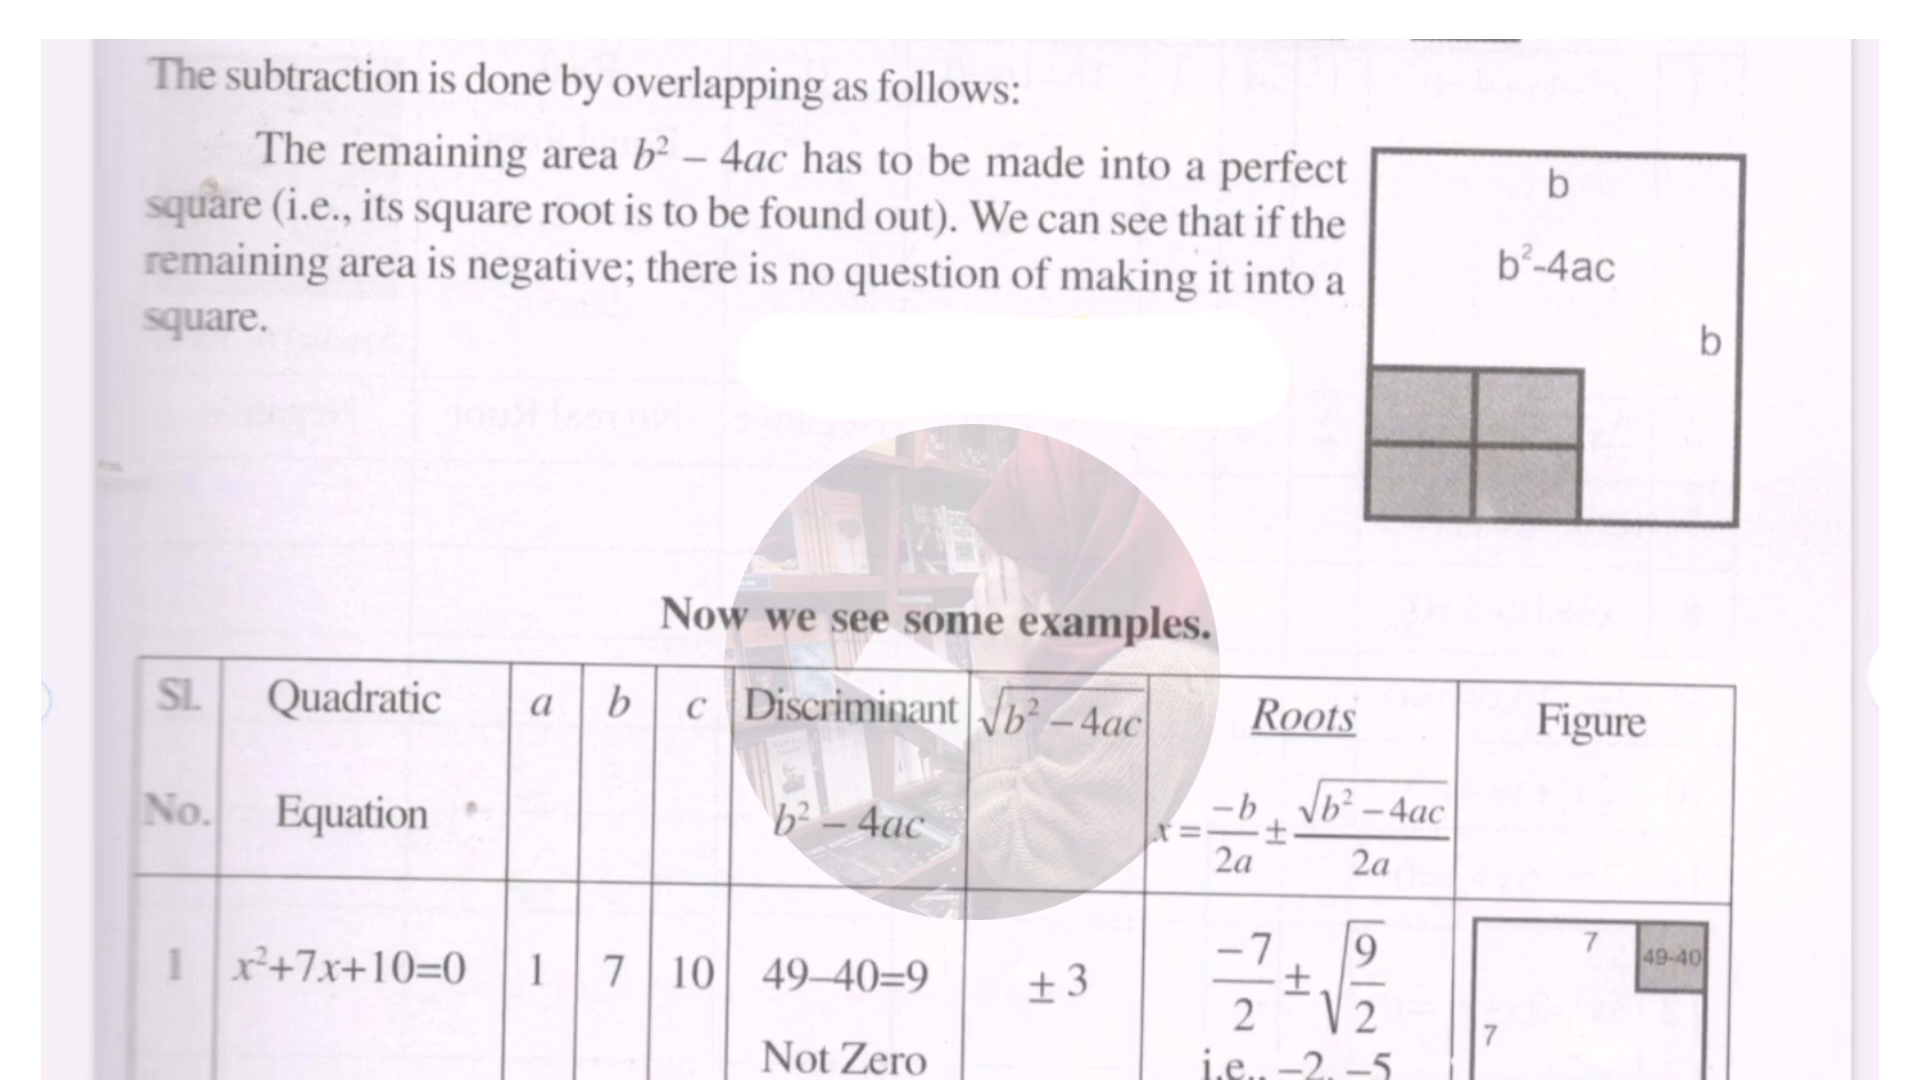 The subtraction is done by overlapping as follows:
The remaining area b² – 4ac has to be made into a perfect
square (i.e., its square root is to be found out). We can see that if the
remaining area is negative; there is no question of making it into a
square.
b
b²-4ac
b
Now we see some examples.
Sl. No.
Quadratic Equation
a
b
c
Discriminant b² – 4ac
√(b² – 4ac)
Roots x = –b/2a ± √(b² – 4ac)/2a
Figure
1
x²+7x+10=0
1
7
10
49–40=9
Not Zero
± 3
–7/2 ± √(9/2)
i.e., –2, –5
7
49-40
7